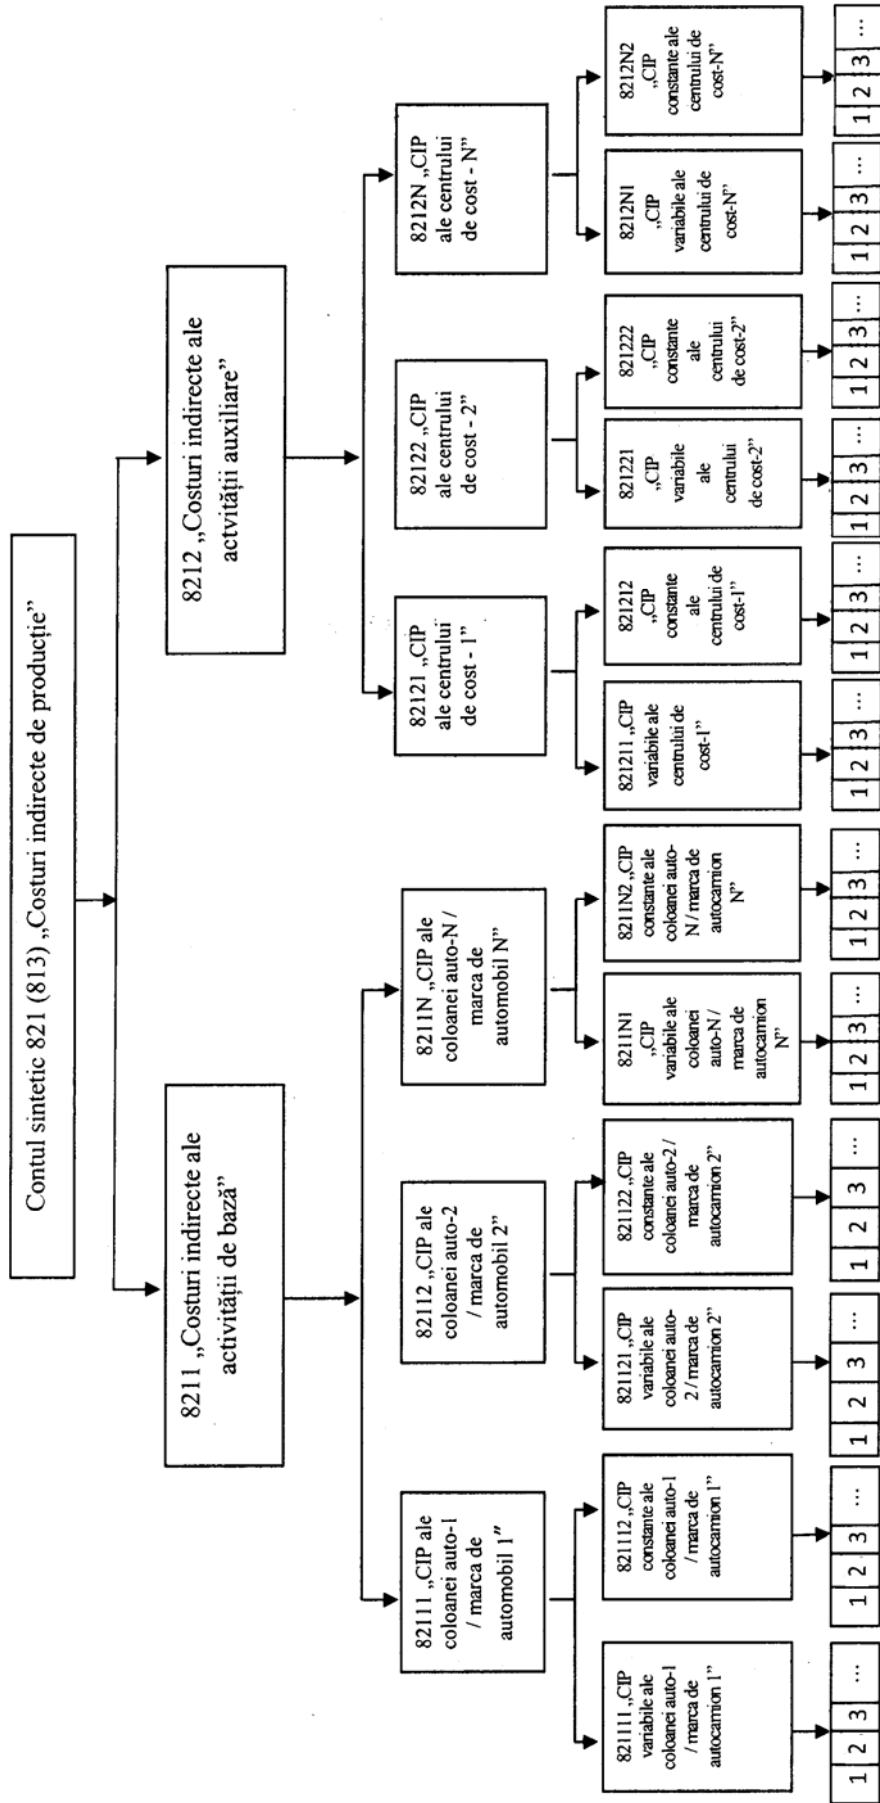 Contul sintetic 821 (813) „Costuri indirecte de producție”
8211 „Costuri indirecte ale
activității de bază”
8212 „Costuri indirecte ale
actvității auxiliare”
82111 „CIP ale
coloanei auto-1
/ marca de
automobil 1″
82112 „CIP ale
coloanei auto-2
/ marca de
automobil 2”
8211N „CIP ale
coloanei auto-N /
marca de
automobil N”
82121 „CIP
ale centrului
de cost - 1”
82122 „CIP
ale centrului
de cost - 2”
8212N „CIP
ale centrului
de cost - N”
821111 „CIP
variabile ale
coloanei auto-1
/ marca de
autocamion 1”
821112 „CIP
constante ale
coloanei auto-1
/ marca de
autocamion 1”
821121 „CIP
variabile ale
coloanei auto-
2 / marca de
autocamion 2”
821122 „CIP
constante ale
coloanei auto-2 /
marca de
autocamion 2”
8211N1
„CIP
variabile ale
coloanei
auto-N /
marca de
autocamion
N”
8211N2 „CIP
constante ale
coloanei auto-
N / marca de
autocamion
N”
821211 „CIP
variabile ale
centrului de
cost-1”
821212
„CIP
constante
ale
centrului de
cost-1”
821221
„CIP
variabile
ale
centrului
de cost-2”
821222
„CIP
constante
ale
centrului
de cost-2”
8212N1
„CIP
variabile ale
centrului de
cost-N”
8212N2
„CIP
constante ale
centrului de
cost-N”
1 2 3 ...
1 2 3 ...
1 2 3 ...
1 2 3 ...
1 2 3 ...
1 2 3 ...
1 2 3 ...
1 2 3 ...
1 2 3 ...
1 2 3 ...
1 2 3 ...
1 2 3 ...